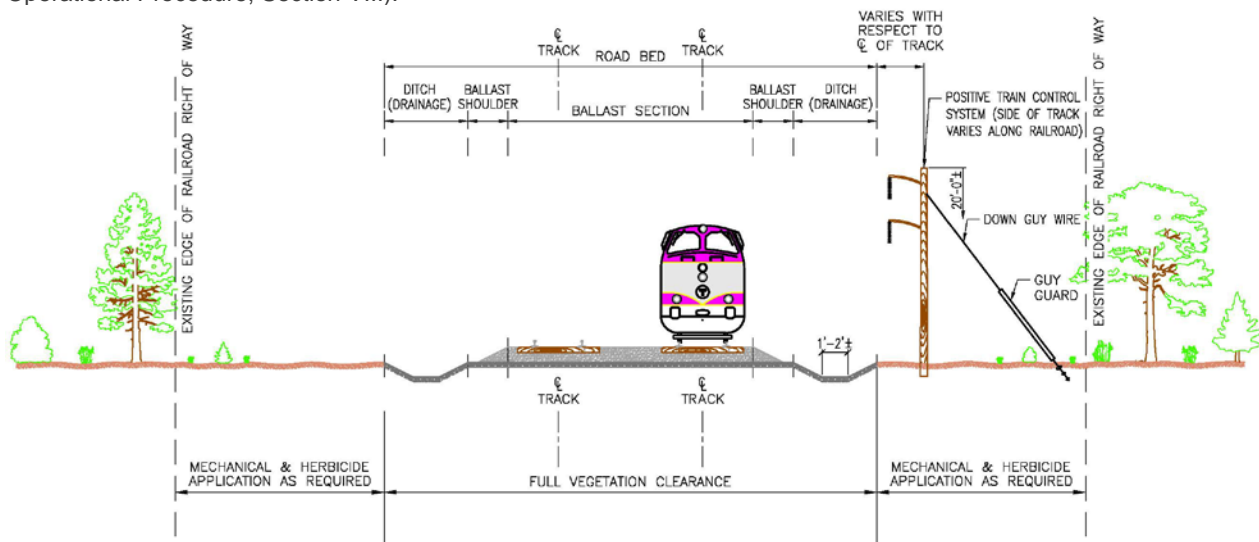 Operational Procedure, Section VIII).
VARIES WITH
RESPECT TO
℄ OF TRACK
℄
TRACK
℄
TRACK
ROAD BED
DITCH
(DRAINAGE)
BALLAST
SHOULDER
BALLAST SECTION
BALLAST
SHOULDER
DITCH
(DRAINAGE)
POSITIVE TRAIN CONTROL
SYSTEM (SIDE OF TRACK
VARIES ALONG RAILROAD)
EXISTING EDGE OF RAILROAD RIGHT OF WAY
20'-0"±
DOWN GUY WIRE
GUY
GUARD
EXISTING EDGE OF RAILROAD RIGHT OF WAY
T
1'-2'±
℄
TRACK
℄
TRACK
MECHANICAL & HERBICIDE
APPLICATION AS REQUIRED
FULL VEGETATION CLEARANCE
MECHANICAL & HERBICIDE
APPLICATION AS REQUIRED